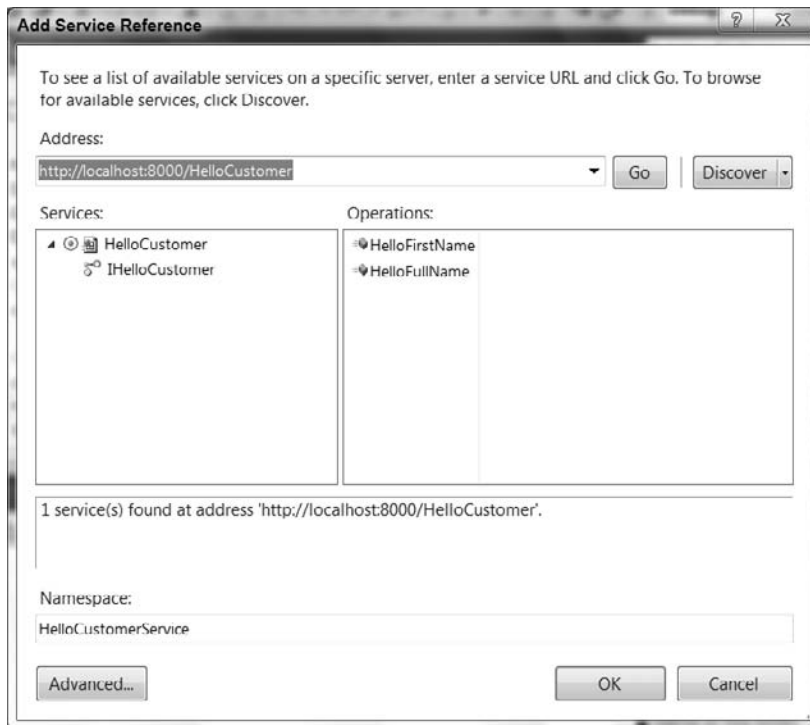 Add Service Reference
To see a list of available services on a specific server, enter a service URL and click Go. To browse
for available services, click Discover.
Address:
http://localhost:8000/HelloCustomer
Go
Discover
Services:
Operations:
HelloCustomer
IHelloCustomer
HelloFirstName
HelloFullName
1 service(s) found at address 'http://localhost:8000/HelloCustomer'.
Namespace:
HelloCustomerService
Advanced...
OK
Cancel